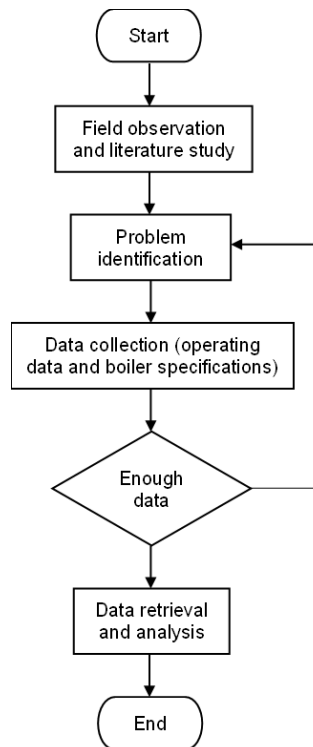 Start
Field observation
and literature study
Problem
identification
Data collection (operating
data and boiler specifications)
Enough
data
Data retrieval
and analysis
End